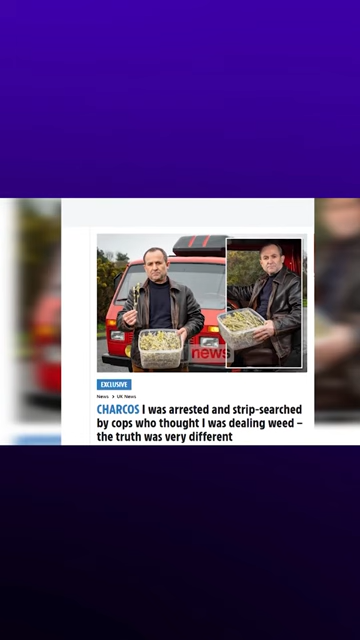 news
EXCLUSIVE
News > UK News
CHARCOS I was arrested and strip-searched
by cops who thought I was dealing weed –
the truth was very different